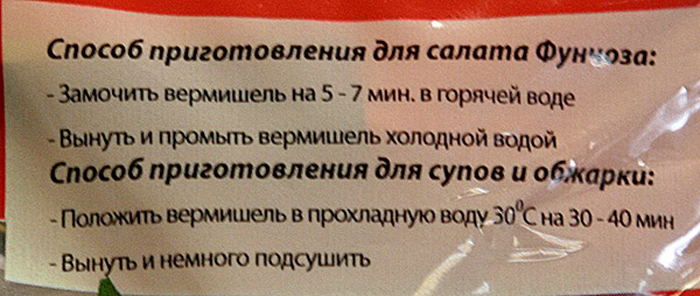 Способ приготовления для салата Фунчоза:
- Замочить вермишель на 5 - 7 мин. в горячей воде
- Вынуть и промыть вермишель холодной водой
Способ приготовления для супов и обжарки:
- Положить вермишель в прохладную воду 30⁰С на 30 - 40 мин
- Вынуть и немного подсушить